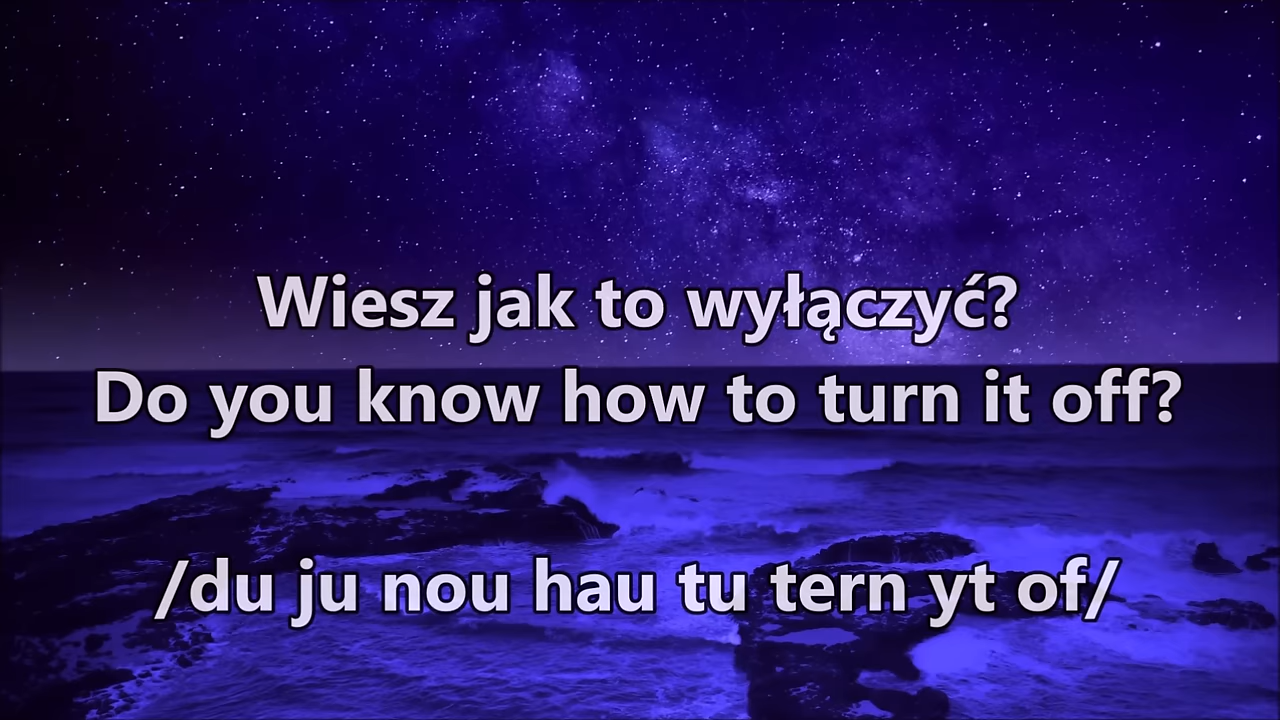 Wiesz jak to wyłączyć?
Do you know how to turn it off?
/du ju nou hau tu tern yt of/